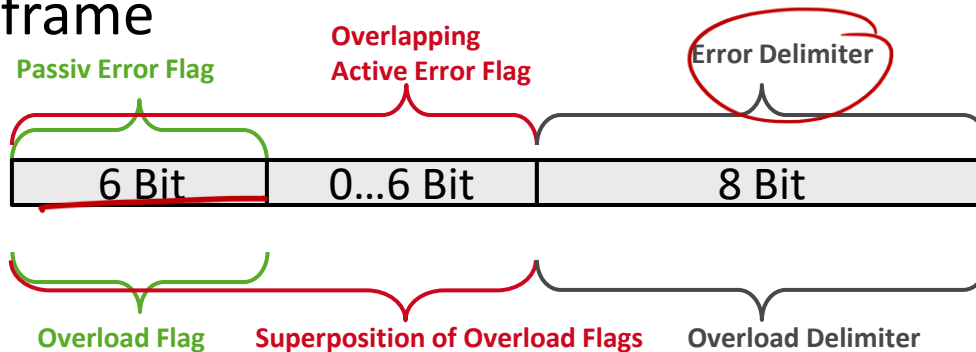 frame
Passiv Error Flag
Overlapping
Active Error Flag
Error Delimiter
6 Bit
0...6 Bit
8 Bit
Overload Flag
Superposition of Overload Flags
Overload Delimiter